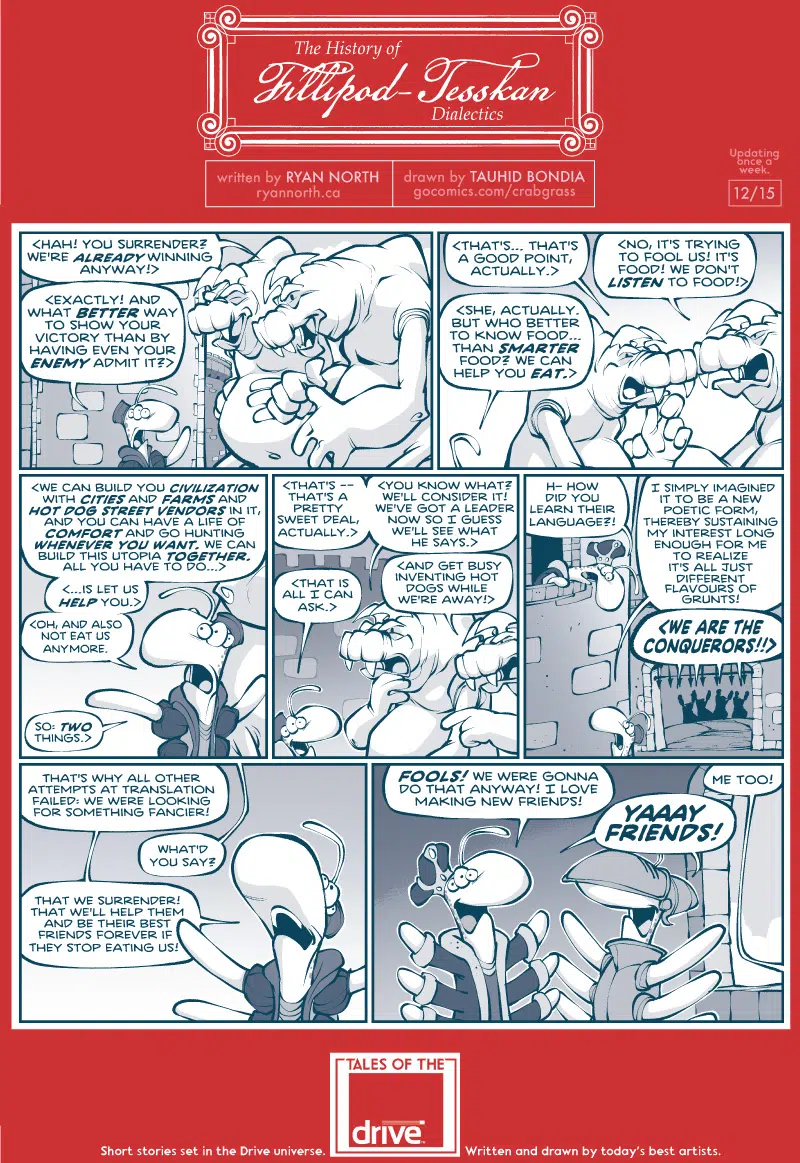 The History of
Fillipod-Tesskan
Dialectics
written by RYAN NORTH
ryannorth.ca
drawn by TAUHID BONDIA
gocomics.com/crabgrass
Updating
once a
week.
12/15
<HAH! YOU SURRENDER?
WE'RE ALREADY WINNING
ANYWAY!>
<EXACTLY! AND
WHAT BETTER WAY
TO SHOW YOUR
VICTORY THAN BY
HAVING EVEN YOUR
ENEMY ADMIT IT?>
<THAT'S... THAT'S
A GOOD POINT,
ACTUALLY.>
<NO, IT'S TRYING
TO FOOL US! IT'S
FOOD! WE DON'T
LISTEN TO FOOD!>
<SHE, ACTUALLY.
BUT WHO BETTER
TO KNOW FOOD...
THAN SMARTER
FOOD? WE CAN
HELP YOU EAT.>
<WE CAN BUILD YOU CIVILIZATION
WITH CITIES AND FARMS AND
HOT DOG STREET VENDORS IN IT,
AND YOU CAN HAVE A LIFE OF
COMFORT AND GO HUNTING
WHENEVER YOU WANT. WE CAN
BUILD THIS UTOPIA TOGETHER.
ALL YOU HAVE TO DO...>
<...IS LET US
HELP YOU.>
<OH, AND ALSO
NOT EAT US
ANYMORE.
SO: TWO
THINGS.>
<THAT'S --
THAT'S A
PRETTY
SWEET DEAL,
ACTUALLY.>
<YOU KNOW WHAT?
WE'LL CONSIDER IT!
WE'VE GOT A LEADER
NOW SO I GUESS
WE'LL SEE WHAT
HE SAYS.>
<THAT IS
ALL I CAN
ASK.>
<AND GET BUSY
INVENTING HOT
DOGS WHILE
WE'RE AWAY!>
H- HOW
DID YOU
LEARN THEIR
LANGUAGE?!
I SIMPLY IMAGINED
IT TO BE A NEW
POETIC FORM,
THEREBY SUSTAINING
MY INTEREST LONG
ENOUGH FOR ME
TO REALIZE
IT'S ALL JUST
DIFFERENT
FLAVOURS OF
GRUNTS!
<WE ARE THE
CONQUERORS!!>
THAT'S WHY ALL OTHER
ATTEMPTS AT TRANSLATION
FAILED: WE WERE LOOKING
FOR SOMETHING FANCIER!
WHAT'D
YOU SAY?
THAT WE SURRENDER!
THAT WE'LL HELP THEM
AND BE THEIR BEST
FRIENDS FOREVER IF
THEY STOP EATING US!
FOOLS! WE WERE GONNA
DO THAT ANYWAY! I LOVE
MAKING NEW FRIENDS!
ME TOO!
YAAAY
FRIENDS!
TALES OF THE
drive
Short stories set in the Drive universe.
Written and drawn by today's best artists.